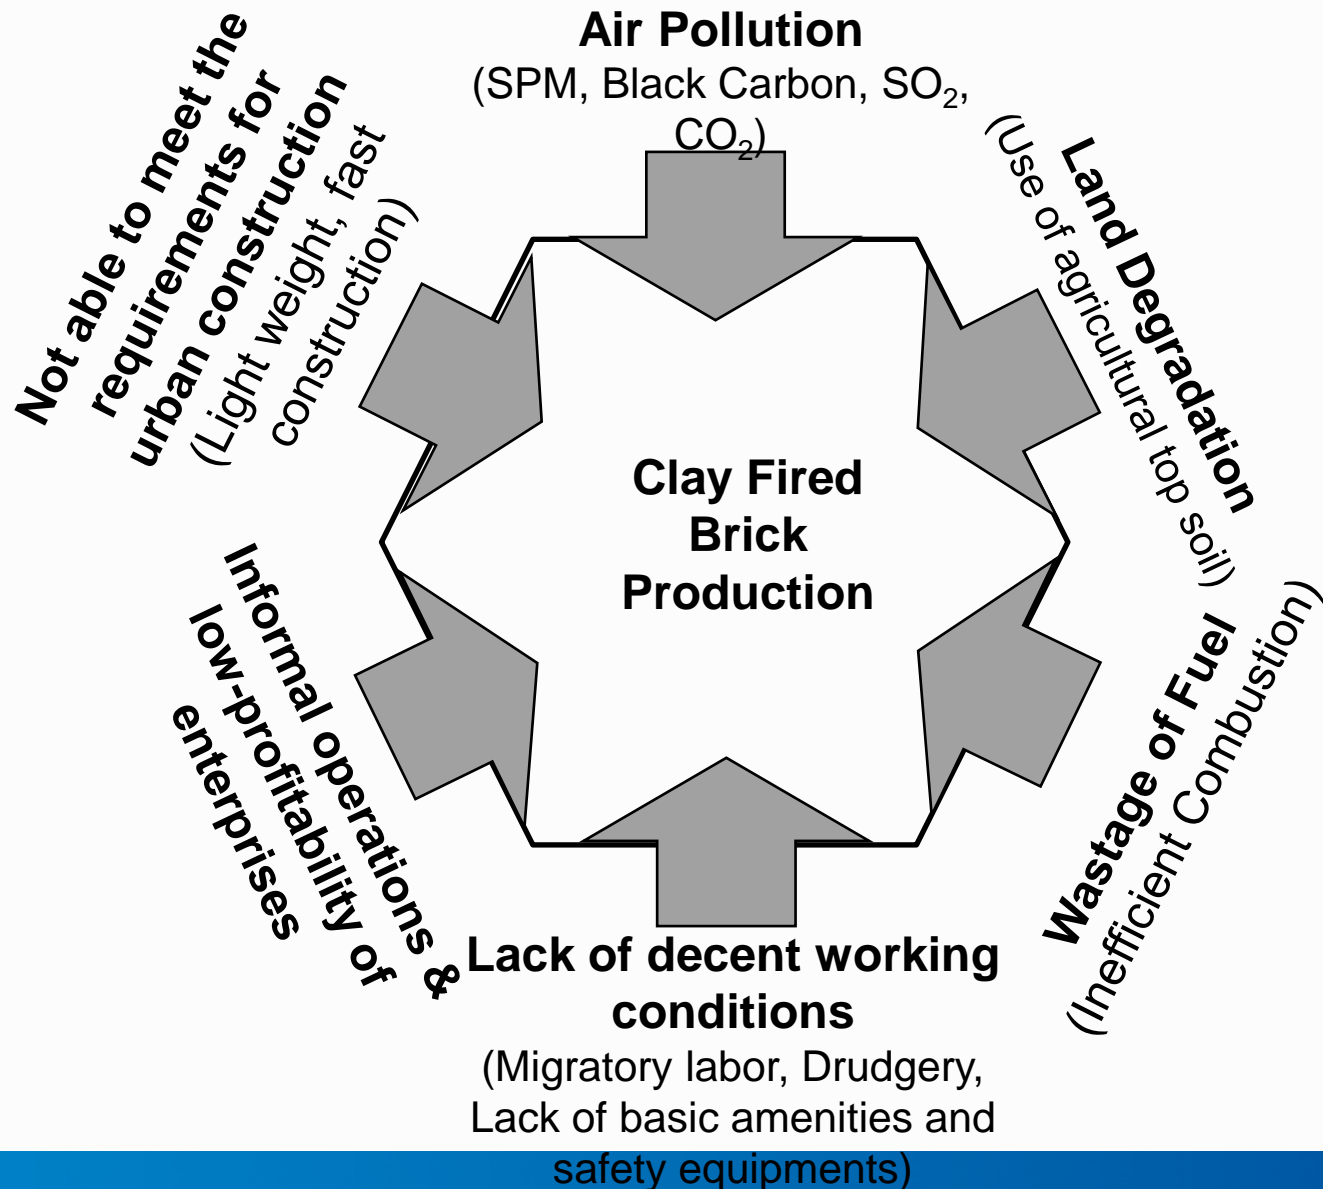 Air Pollution
(SPM, Black Carbon, SO₂,
CO₂)
Land Degradation
(Use of agricultural top soil)
Wastage of Fuel
(Inefficient Combustion)
Lack of decent working
conditions
(Migratory labor, Drudgery,
Lack of basic amenities and
safety equipments)
Informal operations &
low-profitability of
enterprises
Not able to meet the
requirements for
urban construction
(Light weight, fast
construction)
Clay Fired
Brick
Production